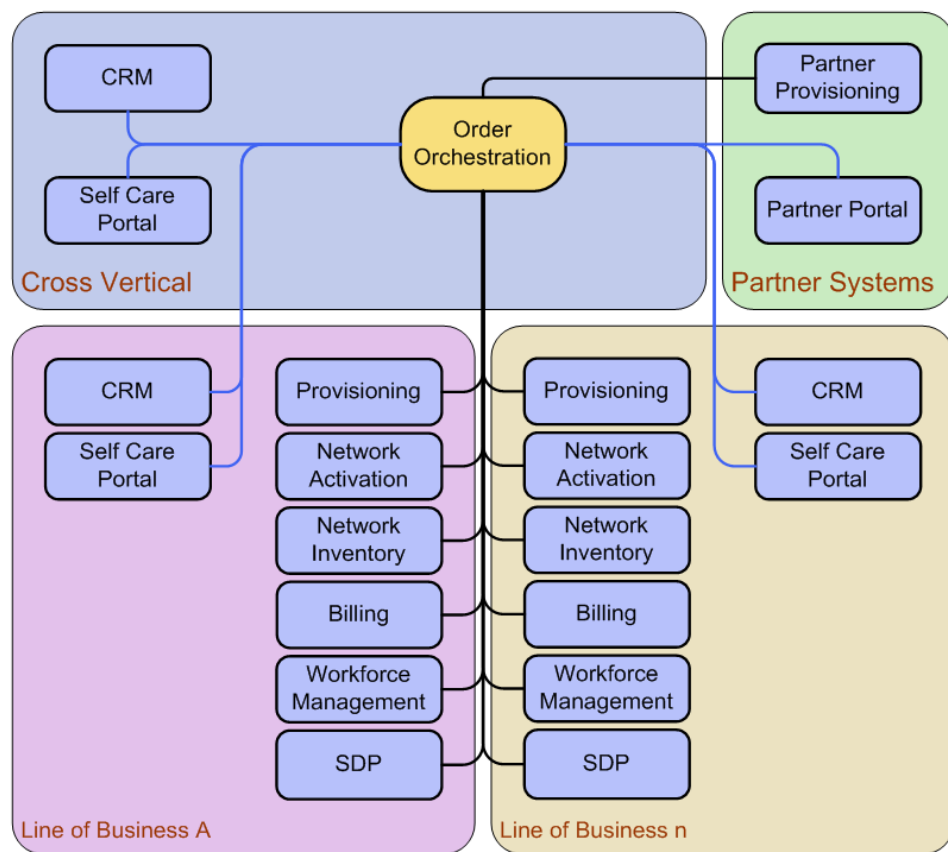 CRM
Self Care
Portal
Order
Orchestration
Cross Vertical
Partner
Provisioning
Partner Portal
Partner Systems
CRM
Self Care
Portal
Provisioning
Network
Activation
Network
Inventory
Billing
Workforce
Management
SDP
Line of Business A
Provisioning
Network
Activation
Network
Inventory
Billing
Workforce
Management
SDP
CRM
Self Care
Portal
Line of Business n